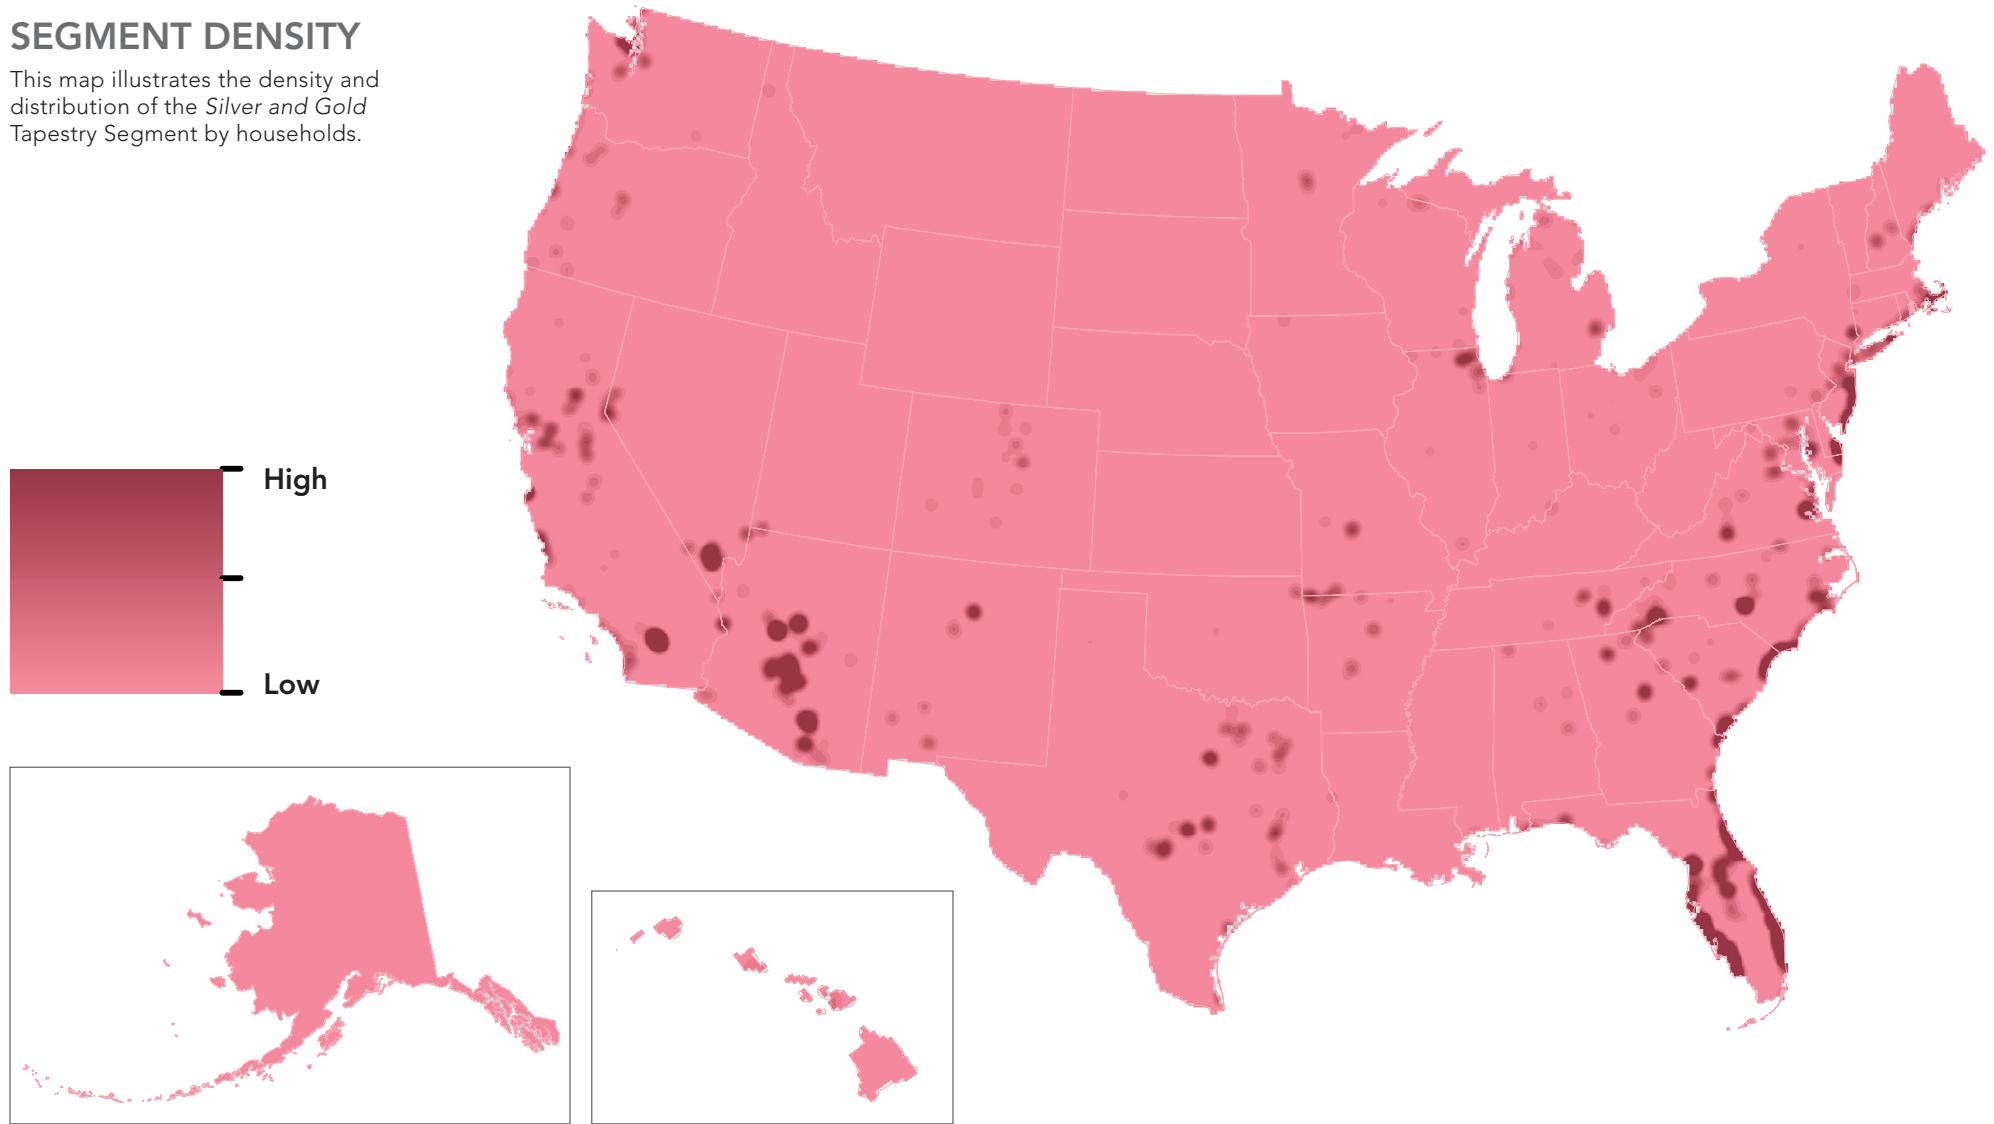 SEGMENT DENSITY
This map illustrates the density and
distribution of the Silver and Gold
Tapestry Segment by households.
High
Low